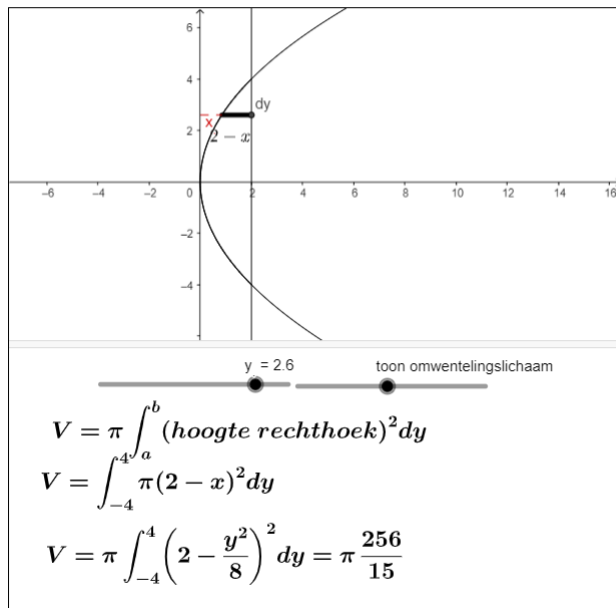 6
4
dy
x
2
2 − x
−6 −4 −2 0 2 4 6 8 10 12 14 16
−2
−4
y = 2.6 toon omwentelingslichaam
V = π ∫_a^b (hoogte rechthoek)² dy
V = ∫_{−4}^4 π(2 − x)² dy
V = π ∫_{−4}^4 (2 − y²/8)² dy = π 256/15